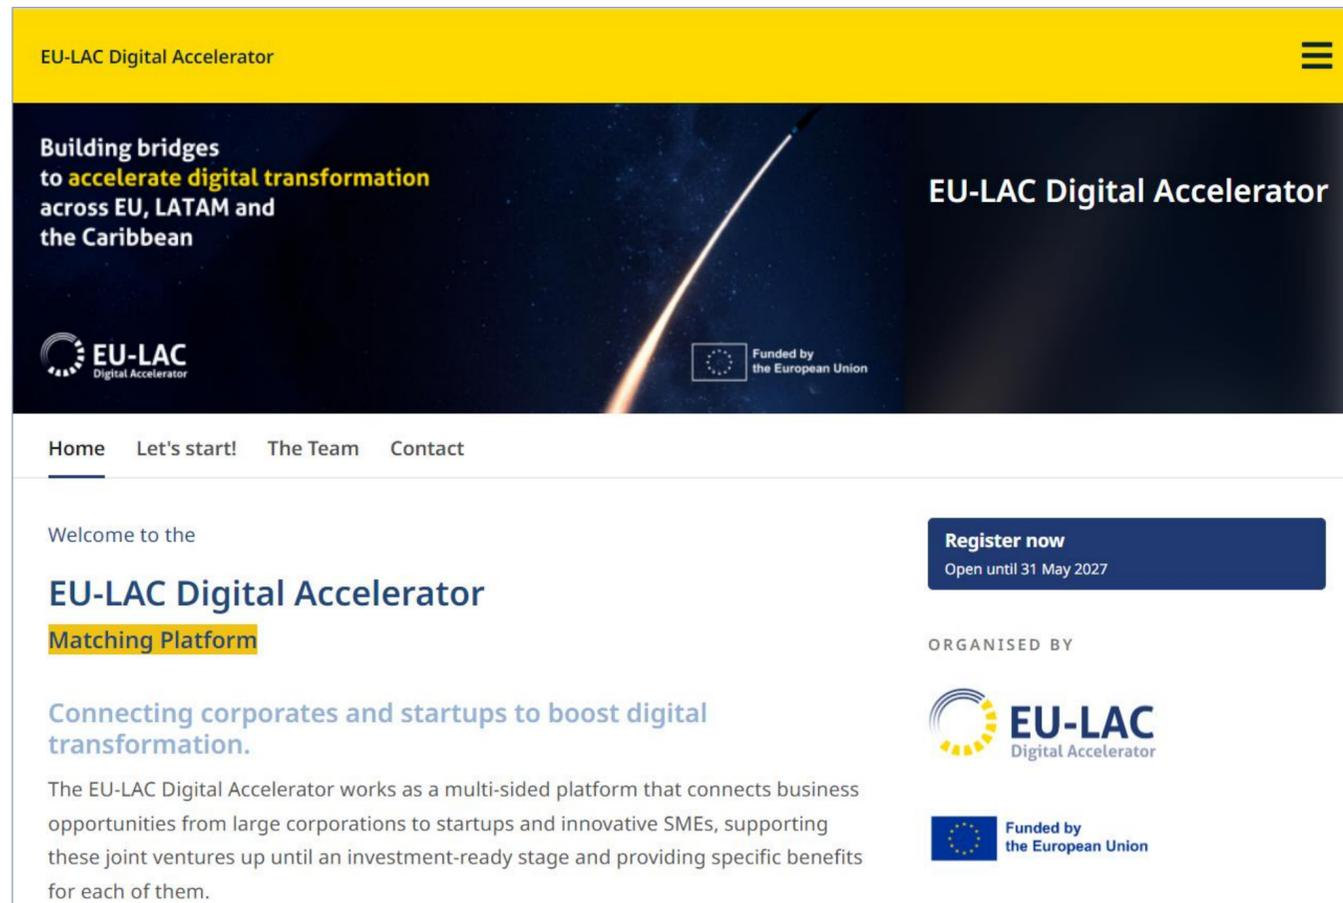 EU-LAC Digital Accelerator
Building bridges
to accelerate digital transformation
across EU, LATAM and
the Caribbean
EU-LAC
Digital Accelerator
Funded by
the European Union
EU-LAC Digital Accelerator
Home Let's start! The Team Contact
Welcome to the
EU-LAC Digital Accelerator
Matching Platform
Connecting corporates and startups to boost digital
transformation.
The EU-LAC Digital Accelerator works as a multi-sided platform that connects business
opportunities from large corporations to startups and innovative SMEs, supporting
these joint ventures up until an investment-ready stage and providing specific benefits
for each of them.
Register now
Open until 31 May 2027
ORGANISED BY
EU-LAC
Digital Accelerator
Funded by
the European Union